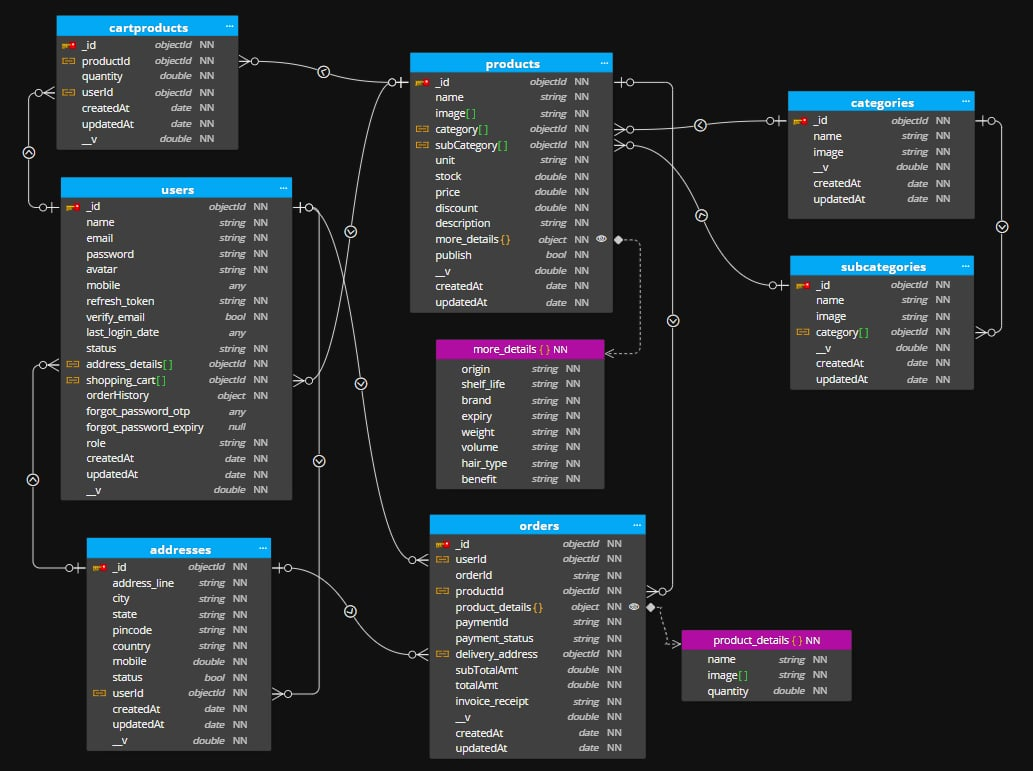 cartproducts ...
_id objectId NN
productId objectId NN
quantity double NN
userId objectId NN
createdAt date NN
updatedAt date NN
__v double NN
products ...
_id objectId NN
name string NN
image[] string NN
category[] objectId NN
subCategory[] objectId NN
unit string NN
stock double NN
price double NN
discount double NN
description string NN
more_details{} object NN
publish bool NN
__v double NN
createdAt date NN
updatedAt date NN
categories ...
_id objectId NN
name string NN
image string NN
__v double NN
createdAt date NN
updatedAt date NN
users ...
_id objectId NN
name string NN
email string NN
password string NN
avatar string NN
mobile any
refresh_token string NN
verify_email bool NN
last_login_date any
status string NN
address_details[] objectId NN
shopping_cart[] objectId NN
orderHistory object NN
forgot_password_otp any
forgot_password_expiry null
role string NN
createdAt date NN
updatedAt date NN
__v double NN
subcategories ...
_id objectId NN
name string NN
image string NN
category[] objectId NN
__v double NN
createdAt date NN
updatedAt date NN
more_details {} NN
origin string NN
shelf_life string NN
brand string NN
expiry string NN
weight string NN
volume string NN
hair_type string NN
benefit string NN
addresses ...
_id objectId NN
address_line string NN
city string NN
state string NN
pincode string NN
country string NN
mobile double NN
status bool NN
userId objectId NN
createdAt date NN
updatedAt date NN
__v double NN
orders ...
_id objectId NN
userId objectId NN
orderId string NN
productId objectId NN
product_details{} object NN
paymentId string NN
payment_status string NN
delivery_address objectId NN
subTotalAmt double NN
totalAmt double NN
invoice_receipt string NN
__v double NN
createdAt date NN
updatedAt date NN
product_details {} NN
name string NN
image[] string NN
quantity double NN